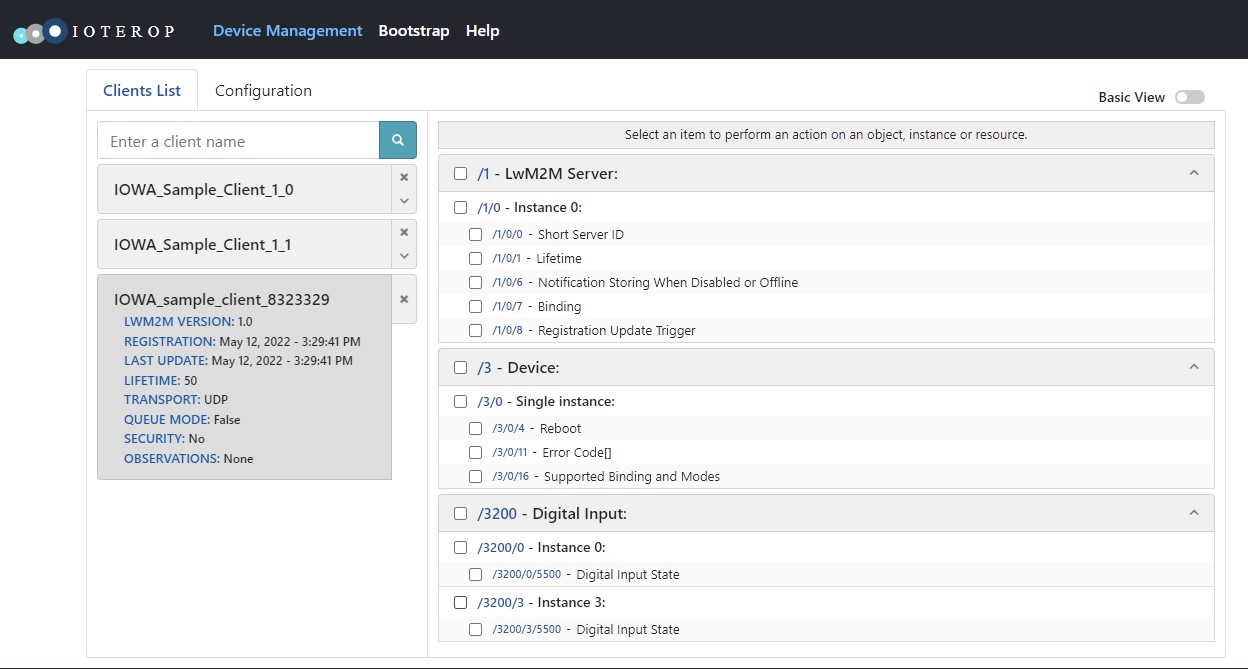 IOTEROP Device Management Bootstrap Help
Clients List Configuration
Basic View
Enter a client name
IOWA_Sample_Client_1_0
IOWA_Sample_Client_1_1
IOWA_sample_client_8323329
LWM2M VERSION: 1.0
REGISTRATION: May 12, 2022 - 3:29:41 PM
LAST UPDATE: May 12, 2022 - 3:29:41 PM
LIFETIME: 50
TRANSPORT: UDP
QUEUE MODE: False
SECURITY: No
OBSERVATIONS: None
Select an item to perform an action on an object, instance or resource.
/1 - LwM2M Server:
/1/0 - Instance 0:
/1/0/0 - Short Server ID
/1/0/1 - Lifetime
/1/0/6 - Notification Storing When Disabled or Offline
/1/0/7 - Binding
/1/0/8 - Registration Update Trigger
/3 - Device:
/3/0 - Single instance:
/3/0/4 - Reboot
/3/0/11 - Error Code[]
/3/0/16 - Supported Binding and Modes
/3200 - Digital Input:
/3200/0 - Instance 0:
/3200/0/5500 - Digital Input State
/3200/3 - Instance 3:
/3200/3/5500 - Digital Input State